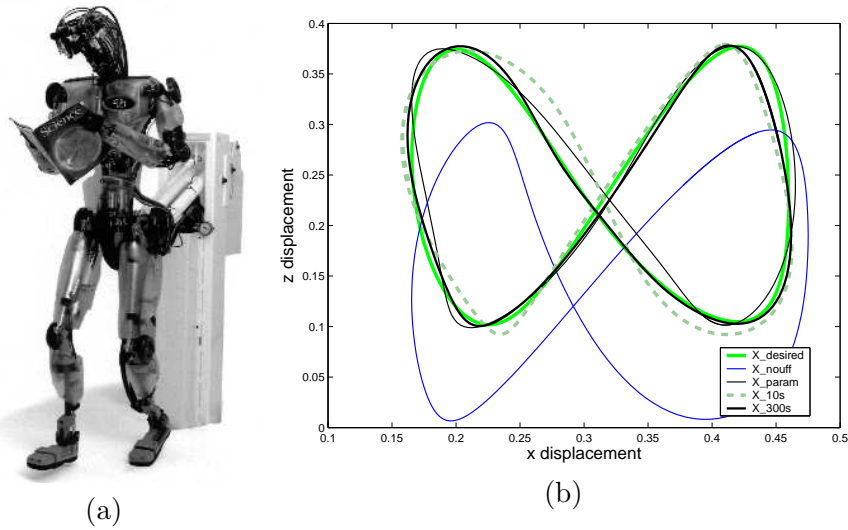 Science
(a)
0.4
0.35
0.3
0.25
0.2
0.15
0.1
0.05
0
z displacement
0.1 0.15 0.2 0.25 0.3 0.35 0.4 0.45 0.5
x displacement
X_desired
X_nouff
X_param
X_10s
X_300s
(b)